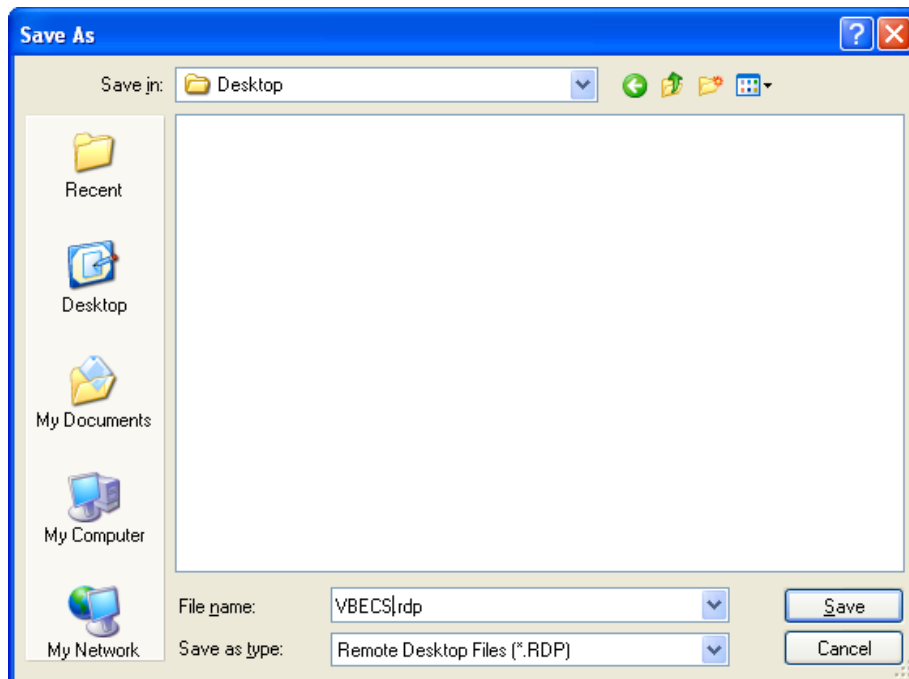 Save As
Save in: Desktop
Recent
Desktop
My Documents
My Computer
My Network
File name: VBECS.rdp Save
Save as type: Remote Desktop Files (*.RDP) Cancel